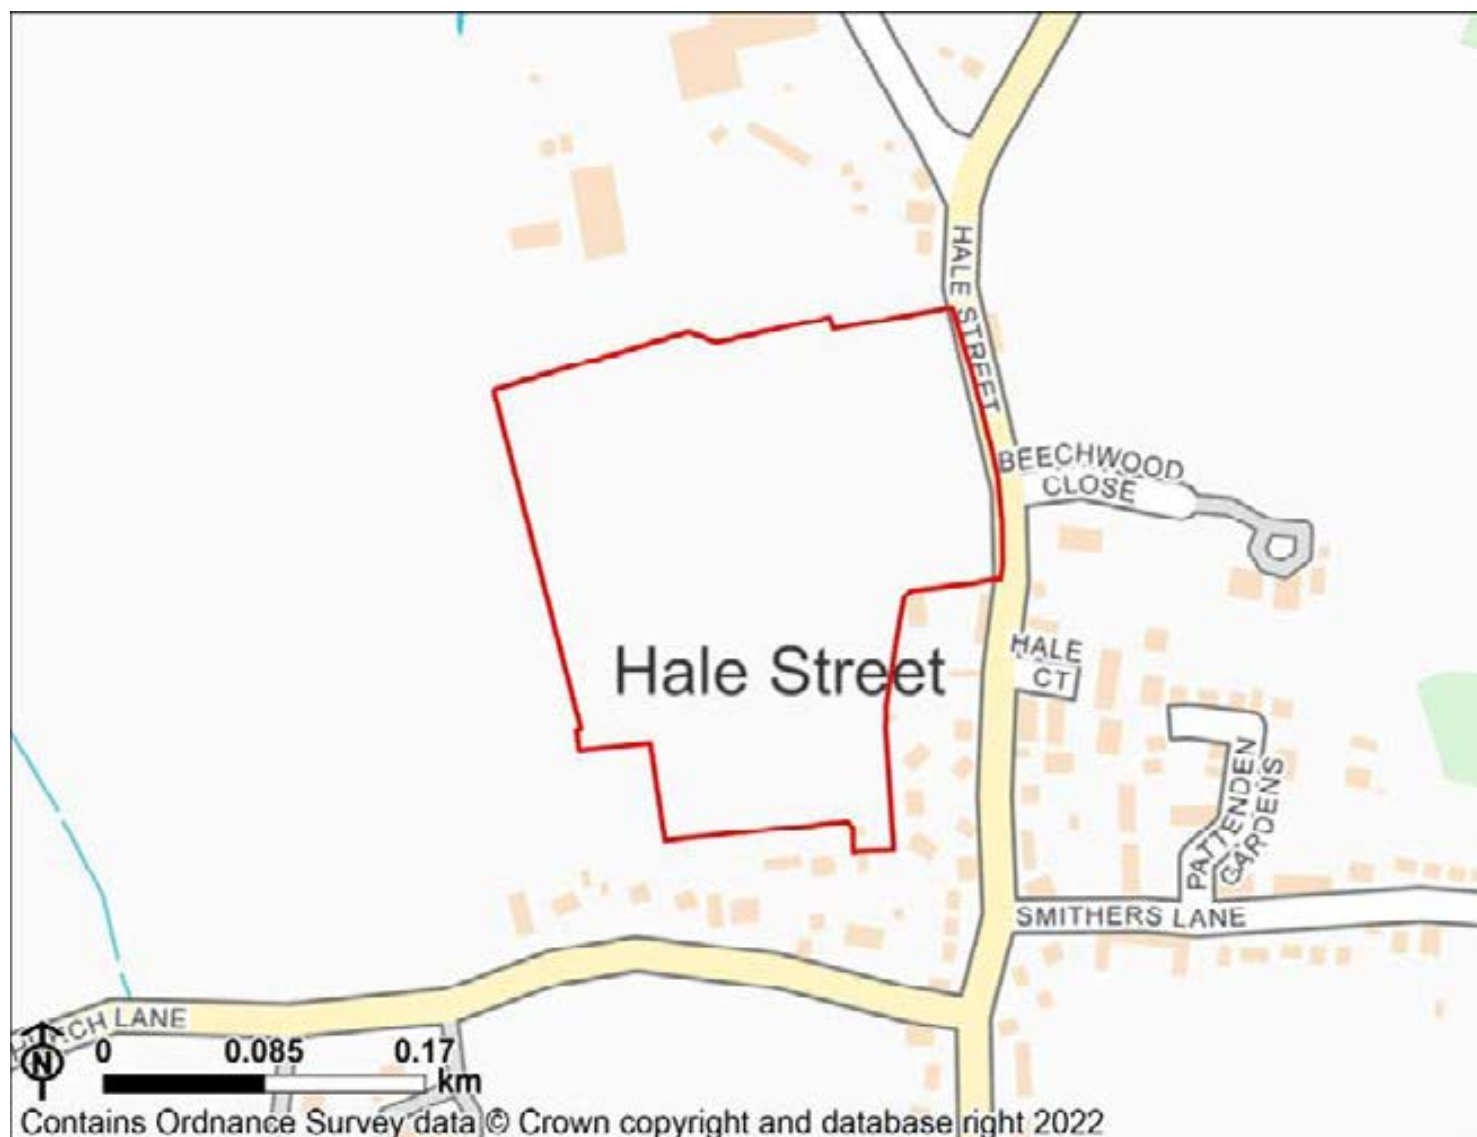 HALE STREET
BEECHWOOD
CLOSE
Hale Street
HALE
CT
PATTENDEN
GARDENS
SMITHERS LANE
LANE
N
0 0.085 0.17
km
Contains Ordnance Survey data © Crown copyright and database right 2022